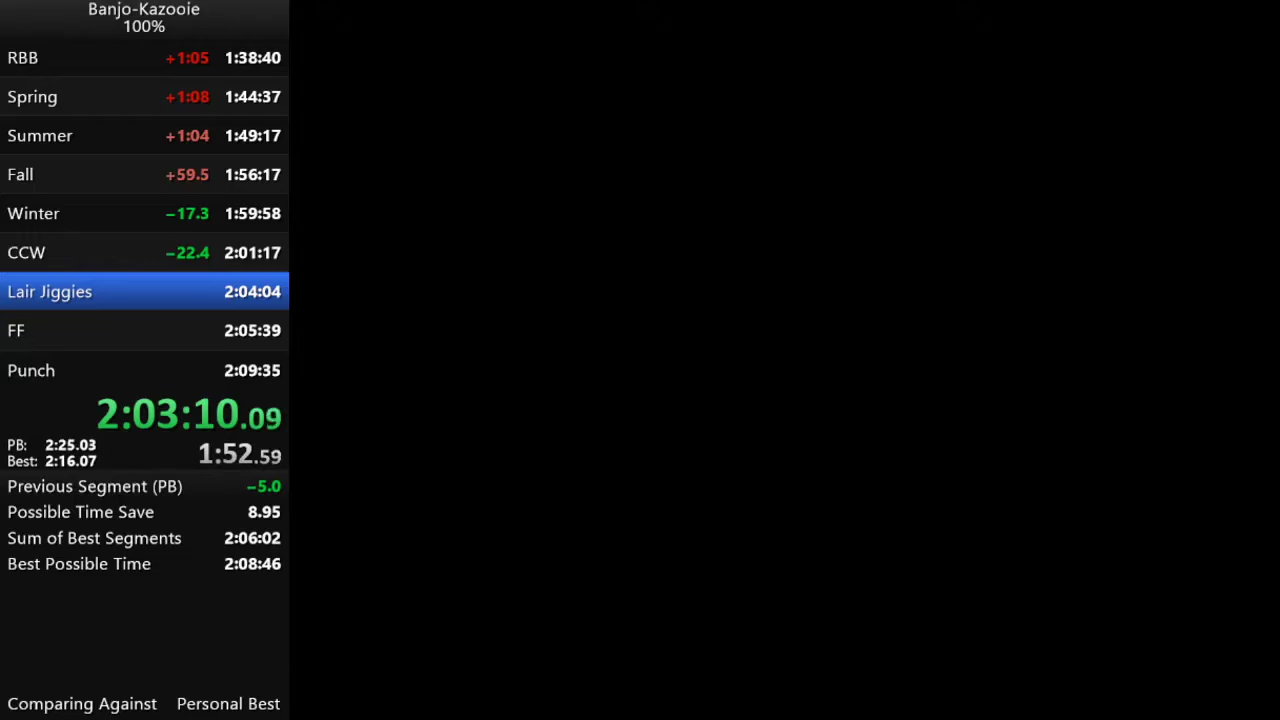 Banjo-Kazooie
100%
RBB +1:05 1:38:40
Spring +1:08 1:44:37
Summer +1:04 1:49:17
Fall +59.5 1:56:17
Winter −17.3 1:59:58
CCW −22.4 2:01:17
Lair Jiggies 2:04:04
FF 2:05:39
Punch 2:09:35
2:03:10.09
PB: 2:25.03
Best: 2:16.07
1:52.59
Previous Segment (PB) −5.0
Possible Time Save 8.95
Sum of Best Segments 2:06:02
Best Possible Time 2:08:46
Comparing Against Personal Best